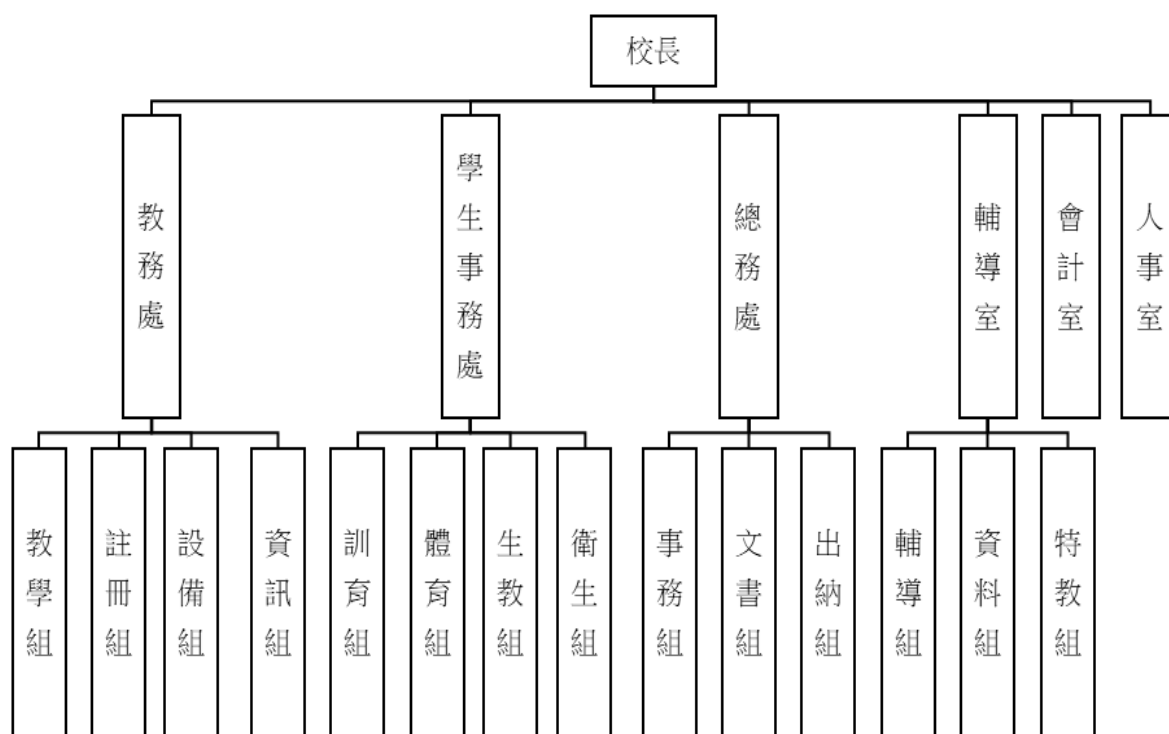 校長
教務處
學生事務處
總務處
輔導室
會計室
人事室
教學組
註冊組
設備組
資訊組
訓育組
體育組
生教組
衛生組
事務組
文書組
出納組
輔導組
資料組
特教組